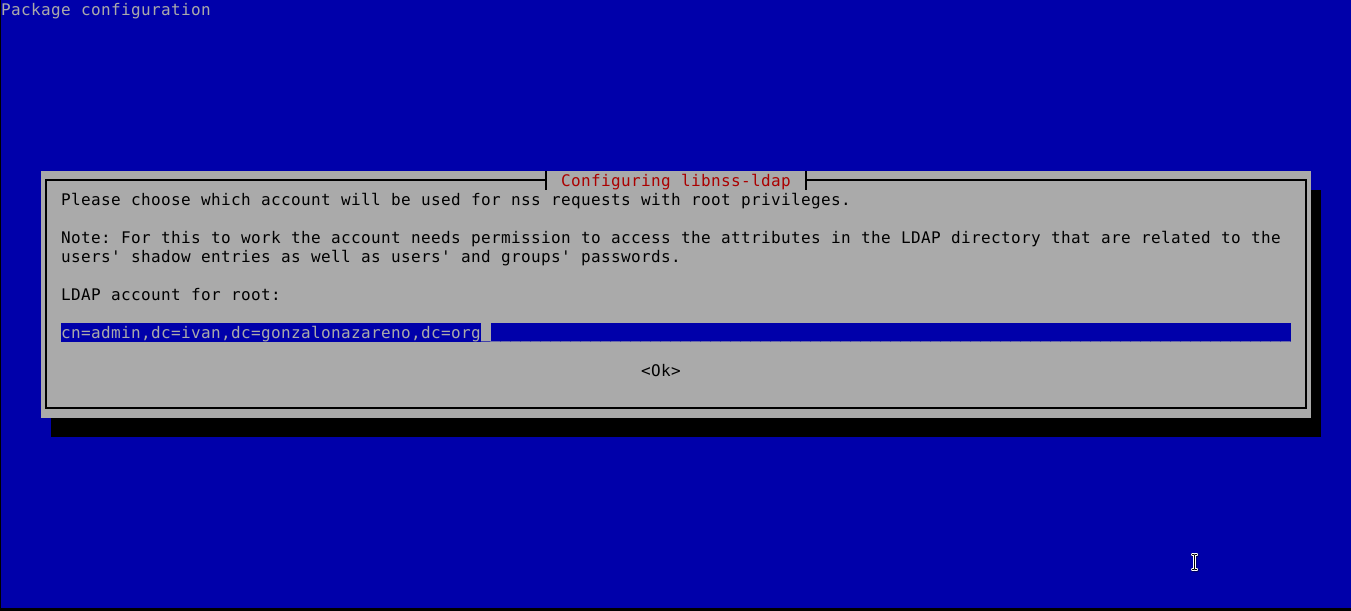 Package configuration
Configuring libnss-ldap
Please choose which account will be used for nss requests with root privileges.
Note: For this to work the account needs permission to access the attributes in the LDAP directory that are related to the
users' shadow entries as well as users' and groups' passwords.
LDAP account for root:
cn=admin,dc=ivan,dc=gonzalonazareno,dc=org
<Ok>